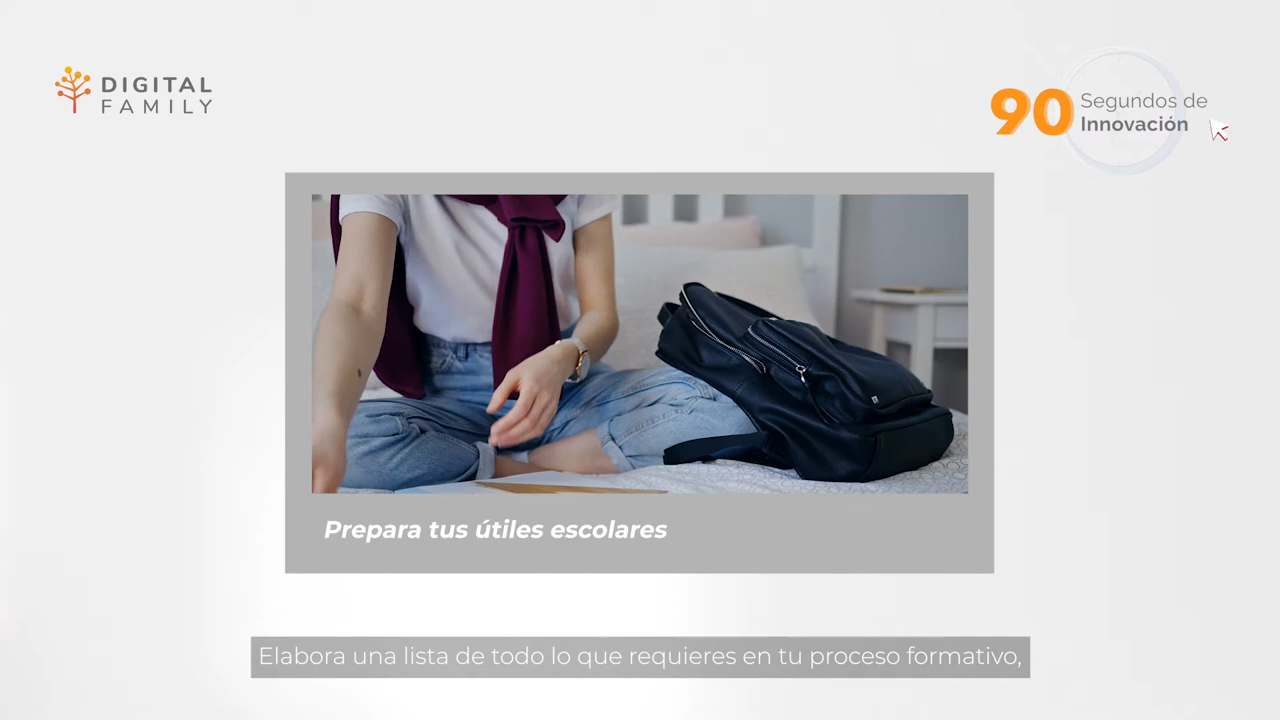 DIGITAL
FAMILY
90
Segundos de
Innovación
Prepara tus útiles escolares
Elabora una lista de todo lo que requieres en tu proceso formativo,